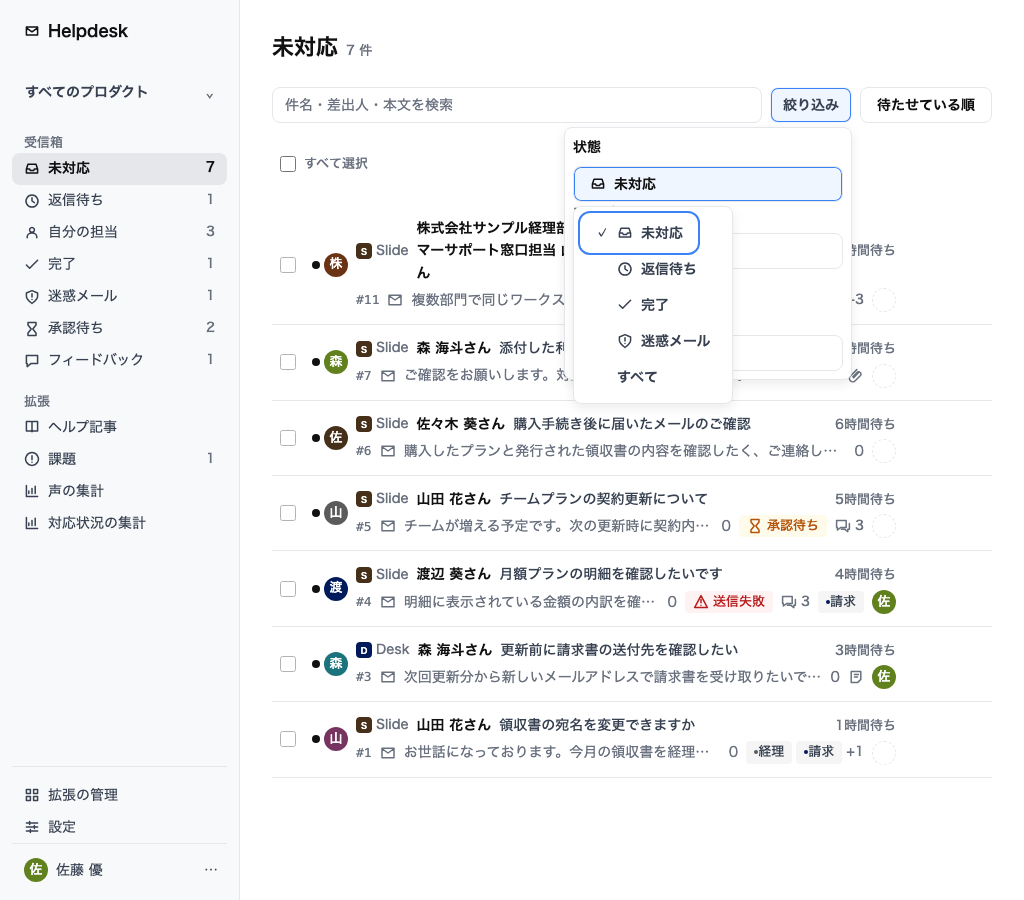 Helpdesk
すべてのプロダクト
受信箱
未対応 7
返信待ち 1
自分の担当 3
完了 1
迷惑メール 1
承認待ち 2
フィードバック 1
拡張
ヘルプ記事
課題 1
声の集計
対応状況の集計
拡張の管理
設定
佐 佐藤 優 ···
未対応 7 件
件名・差出人・本文を検索
絞り込み
待たせている順
すべて選択
状態
未対応
✓ 未対応
返信待ち
完了
迷惑メール
すべて
株 S Slide 株式会社サンプル経理部
マーサポート窓口担当
ん
時間待ち
#11 複数部門で同じワークス
3
森 S Slide 森 海斗さん 添付した
時間待ち
#7 ご確認をお願いします。
佐 S Slide 佐々木 葵さん 購入手続き後に届いたメールのご確認 6時間待ち
#6 購入したプランと発行された領収書の内容を確認したく、ご連絡し… 0
山 S Slide 山田 花さん チームプランの契約更新について 5時間待ち
#5 チームが増える予定です。次の更新時に契約内… 0 承認待ち 3
渡 S Slide 渡辺 葵さん 月額プランの明細を確認したいです 4時間待ち
#4 明細に表示されている金額の内訳を確… 0 送信失敗 3 •請求 佐
森 D Desk 森 海斗さん 更新前に請求書の送付先を確認したい 3時間待ち
#3 次回更新分から新しいメールアドレスで請求書を受け取りたいで… 0 佐
山 S Slide 山田 花さん 領収書の宛名を変更できますか 1時間待ち
#1 お世話になっております。今月の領収書を経理… 0 •経理 •請求 +1